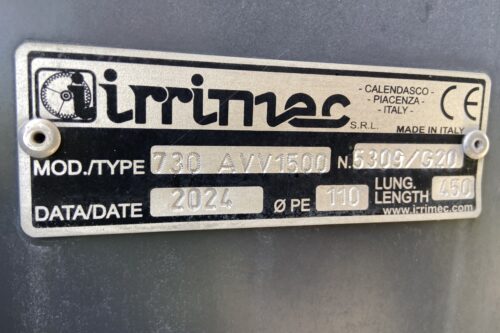 irrimec
S.R.L.
- CALENDASCO -
- PIACENZA -
- ITALY -
CE
MADE IN ITALY
MOD./TYPE 730 AVV1500 N. 5309/G20
DATA/DATE 2024 Ø PE 110 LUNG. LENGTH 450
www.irrimec.com